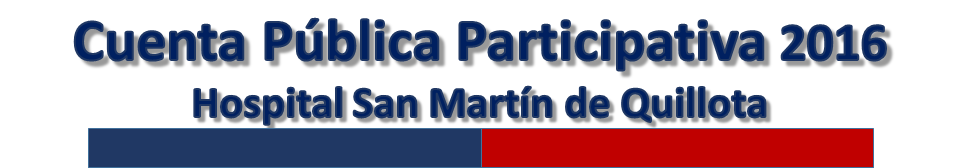 Cuenta Pública Participativa 2016
Hospital San Martín de Quillota